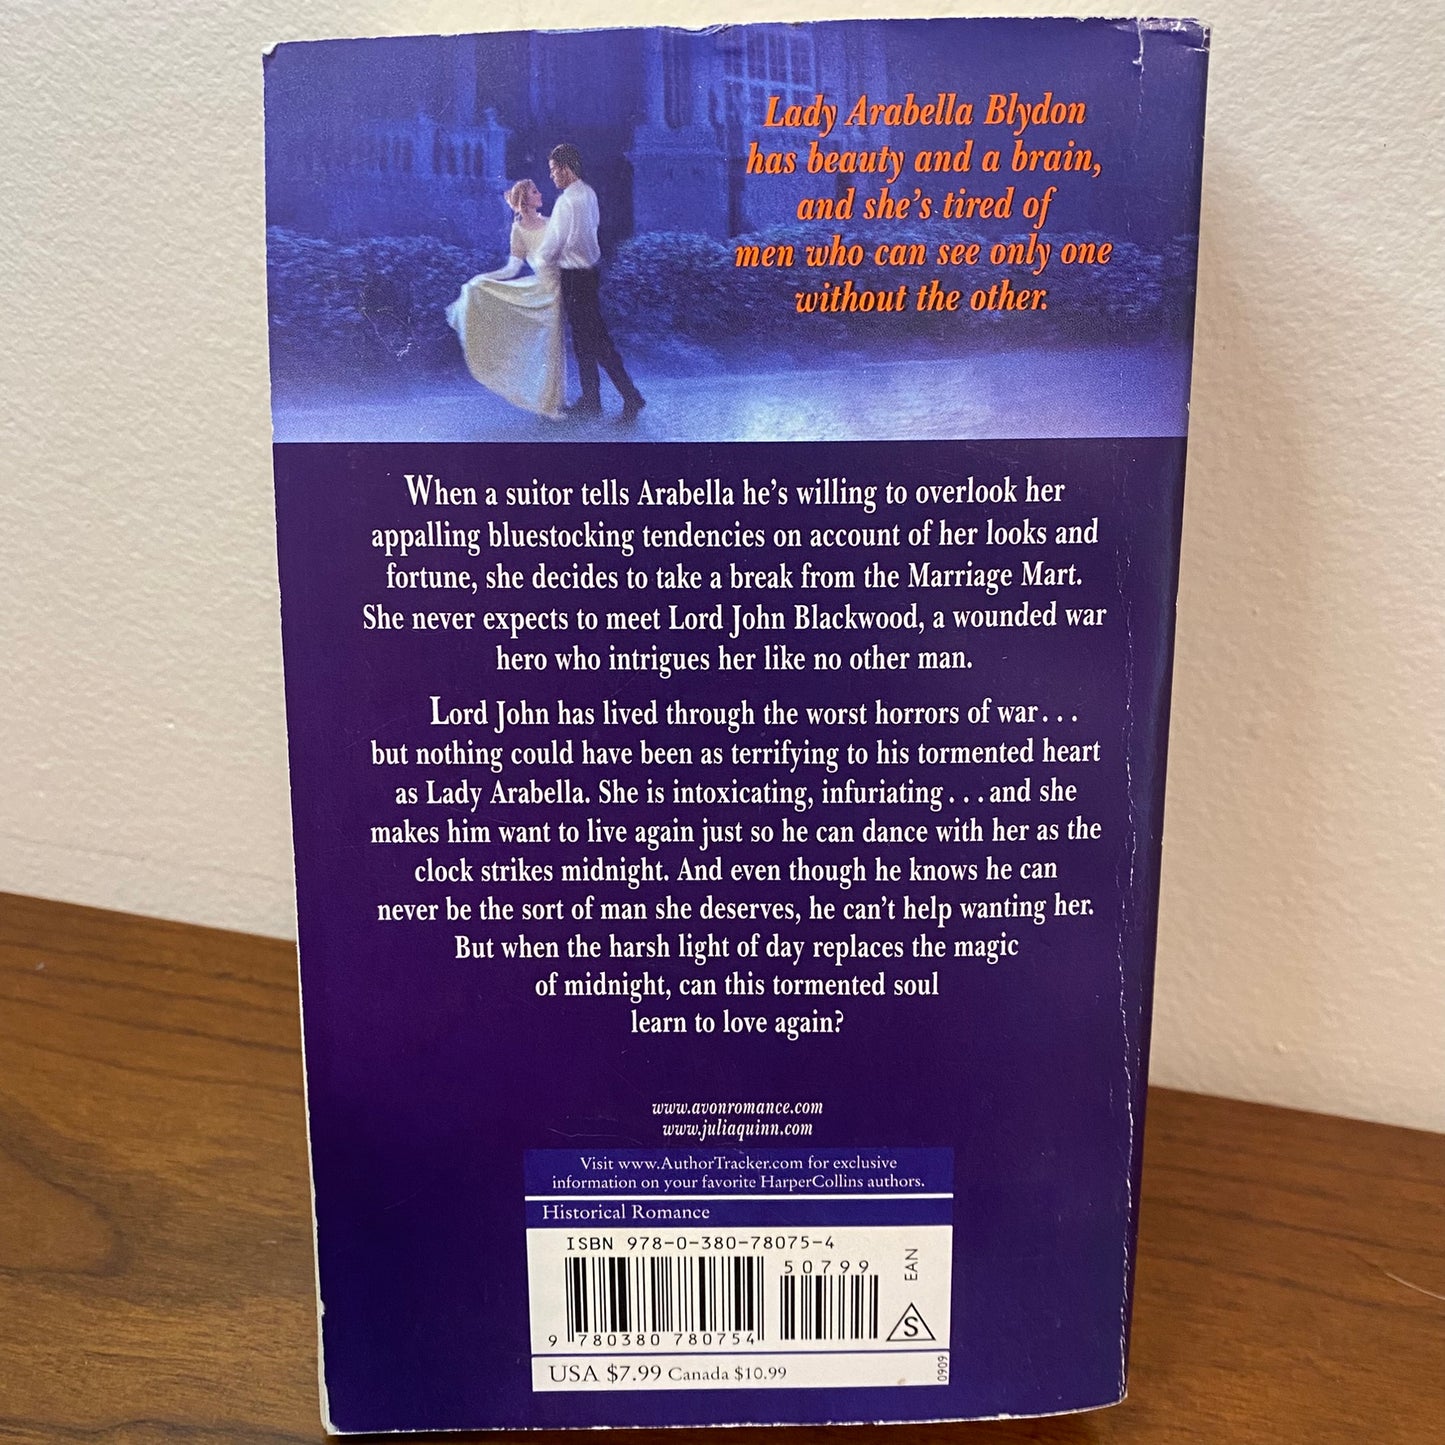 Lady Arabella Blydon
has beauty and a brain,
and she's tired of
men who can see only one
without the other.
When a suitor tells Arabella he's willing to overlook her
appalling bluestocking tendencies on account of her looks and
fortune, she decides to take a break from the Marriage Mart.
She never expects to meet Lord John Blackwood, a wounded war
hero who intrigues her like no other man.
Lord John has lived through the worst horrors of war...
but nothing could have been as terrifying to his tormented heart
as Lady Arabella. She is intoxicating, infuriating...and she
makes him want to live again just so he can dance with her as the
clock strikes midnight. And even though he knows he can
never be the sort of man she deserves, he can't help wanting her.
But when the harsh light of day replaces the magic
of midnight, can this tormented soul
learn to love again?
www.avonromance.com
www.juliaquinn.com
Visit www.AuthorTracker.com for exclusive
information on your favorite HarperCollins authors.
Historical Romance
ISBN 978-0-380-78075-4
50799
EAN
S
9 780380 780754
USA $7.99 Canada $10.99
0909